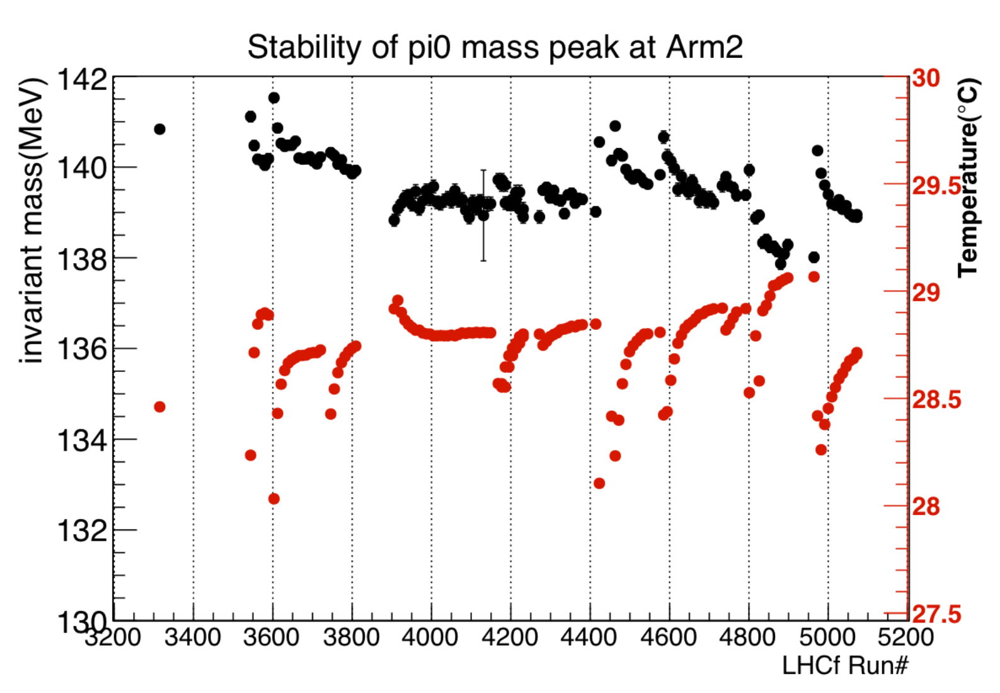 Stability of pi0 mass peak at Arm2
invariant mass(MeV)
142
140
138
136
134
132
130
3200 3400 3600 3800 4000 4200 4400 4600 4800 5000 5200
LHCf Run#
30
29.5
29
28.5
28
27.5
Temperature(°C)